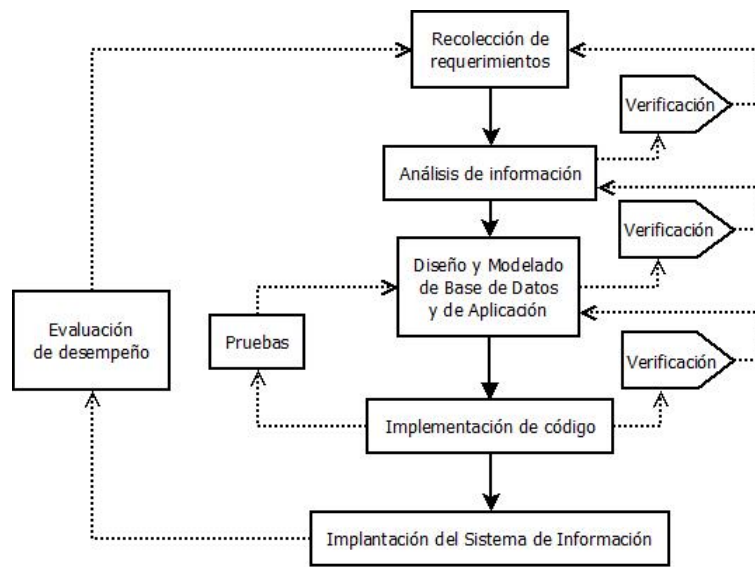 Recolección de
requerimientos
Verificación
Análisis de información
Verificación
Diseño y Modelado
de Base de Datos
y de Aplicación
Evaluación
de desempeño
Pruebas
Verificación
Implementación de código
Implantación del Sistema de Información